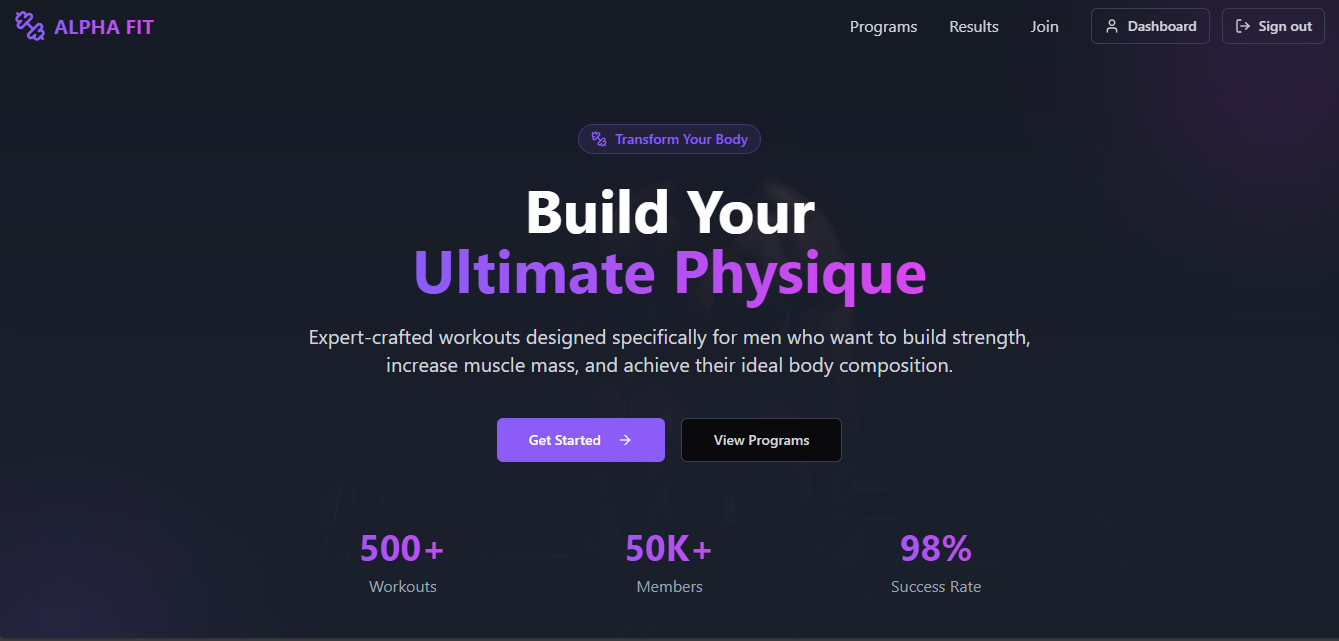 ALPHA FIT
Programs
Results
Join
Dashboard
Sign out
Transform Your Body
Build Your
Ultimate Physique
Expert-crafted workouts designed specifically for men who want to build strength,
increase muscle mass, and achieve their ideal body composition.
Get Started
View Programs
500+
Workouts
50K+
Members
98%
Success Rate